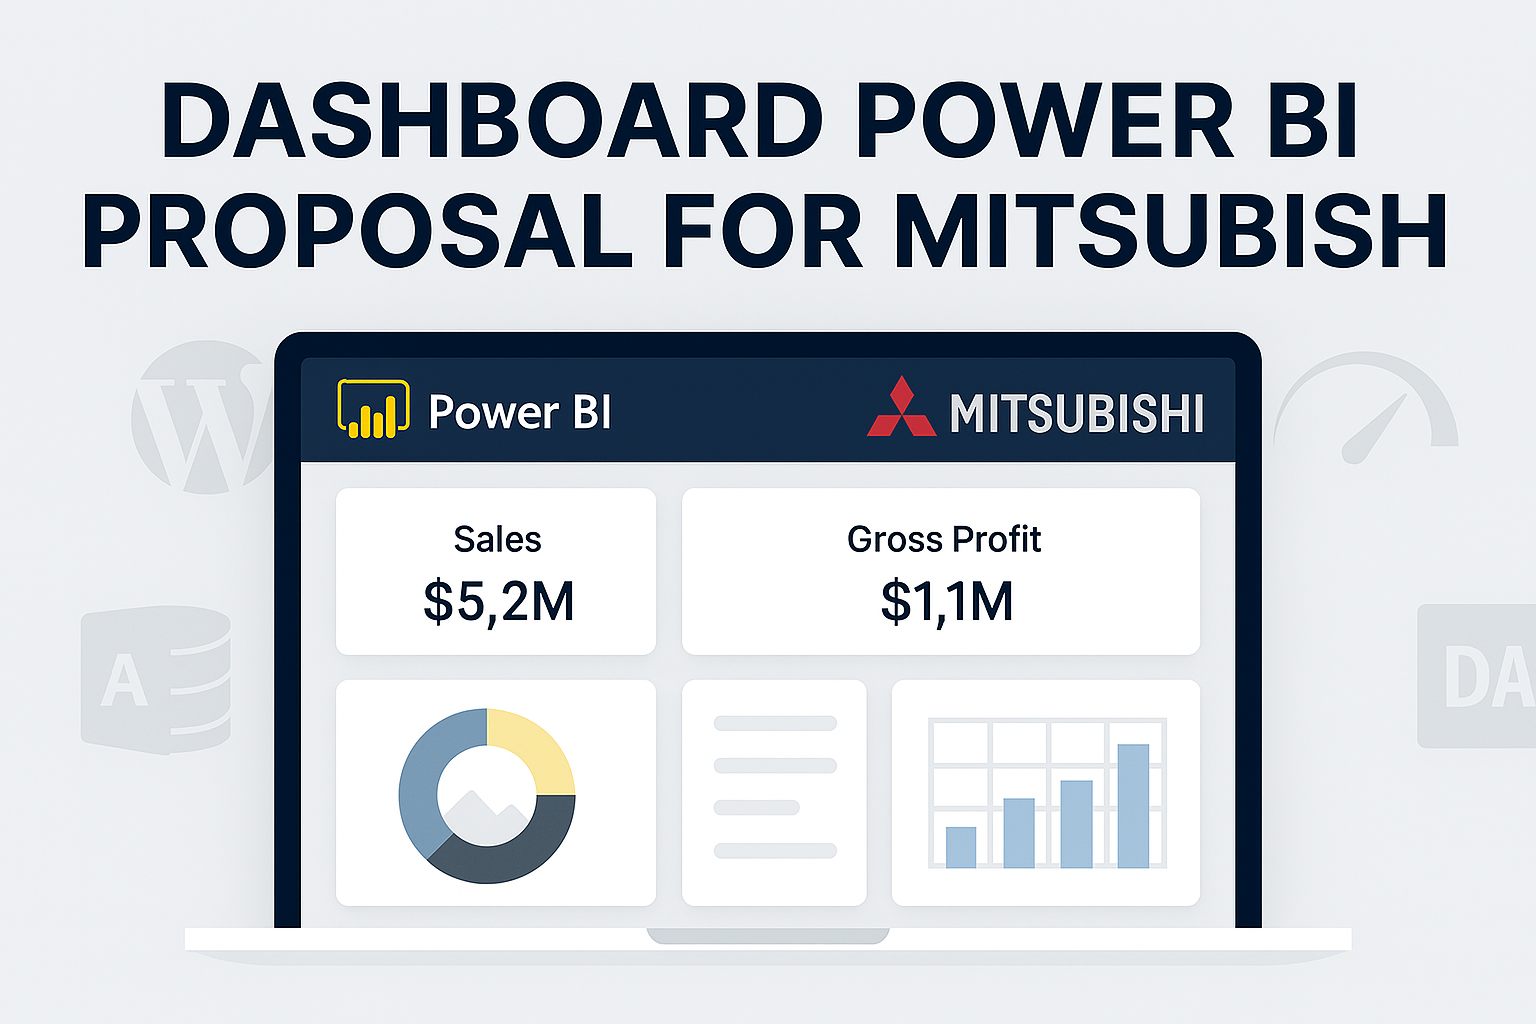 DASHBOARD POWER BI
PROPOSAL FOR MITSUBISH
W
Power BI
MITSUBISHI
Sales
$5,2M
Gross Profit
$1,1M
A
DA